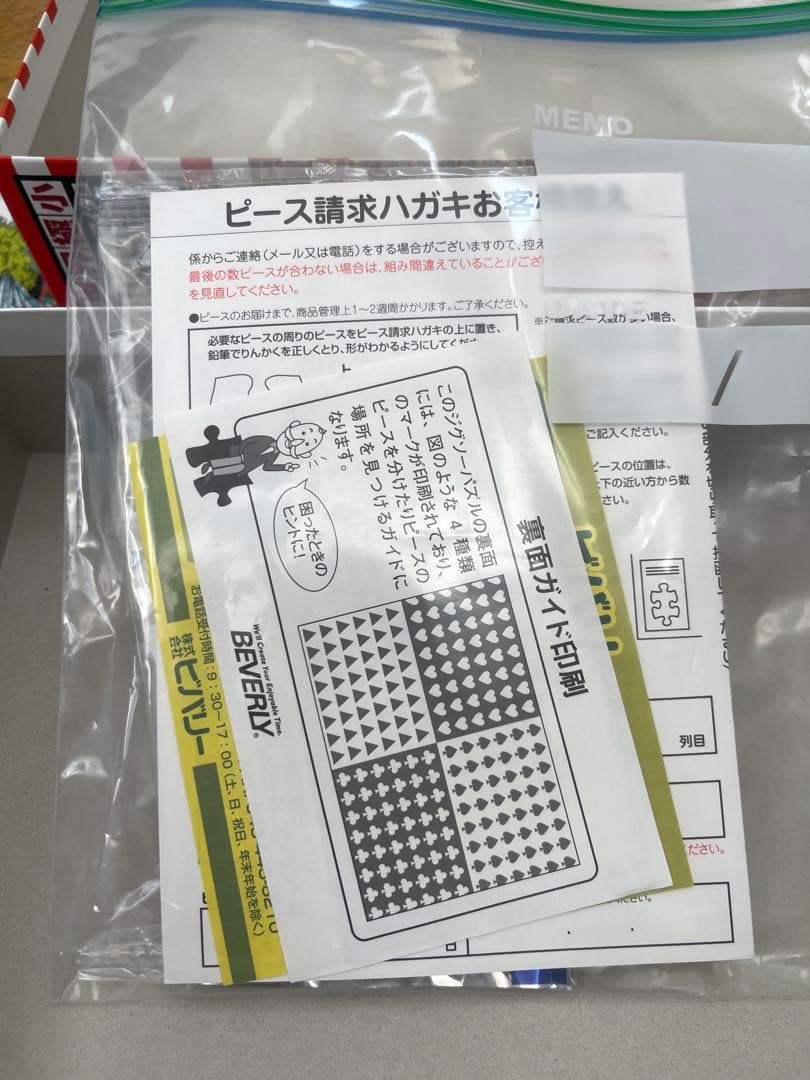 MEMO
ピース請求ハガキお客
係からご連絡(メール又は電話)をする場合がございますので、控え
最後の数ピースが合わない場合は、組み間違えていることがござ
を見直してください。
●ピースのお届けまで、商品管理上1〜2週間かかります。ご了承ください。
必要なピースの周りのピースをピース請求ハガキの上に置き、
鉛筆でりんかくを正しくとり、形がわかるようにしてくだ
ご記入ください。
ピースの位置は、
上下の近い方から数
さい。
列目
ください。
裏面ガイド印刷
このジグソーパズルの裏面
には、図のような4種類
のマークが印刷されており、
ピースを分けたりピースの
場所を見つけるガイドに
なります。
困ったときの
ヒントに!
We'll Create Your Enjoyable Time.
BEVERLY®
株式会社 ビバリー
お電話受付時間:9:30〜17:00(土、日、祝日、年末年始を除く)
ビバリー